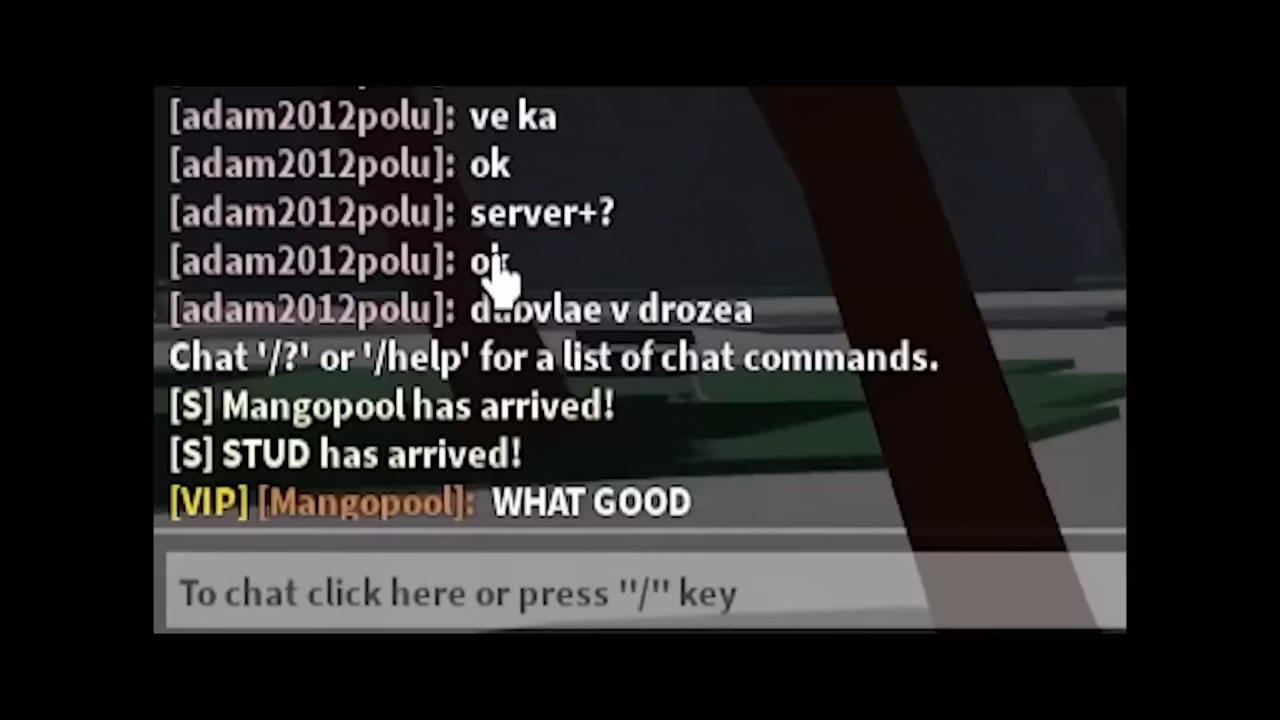 [adam2012polu]: ve ka
[adam2012polu]: ok
[adam2012polu]: server+?
[adam2012polu]: ok
[adam2012polu]: v drozea
Chat '/?' or '/help' for a list of chat commands.
[S] Mangopool has arrived!
[S] STUD has arrived!
[VIP] [Mangopool]: WHAT GOOD
To chat click here or press "/" key